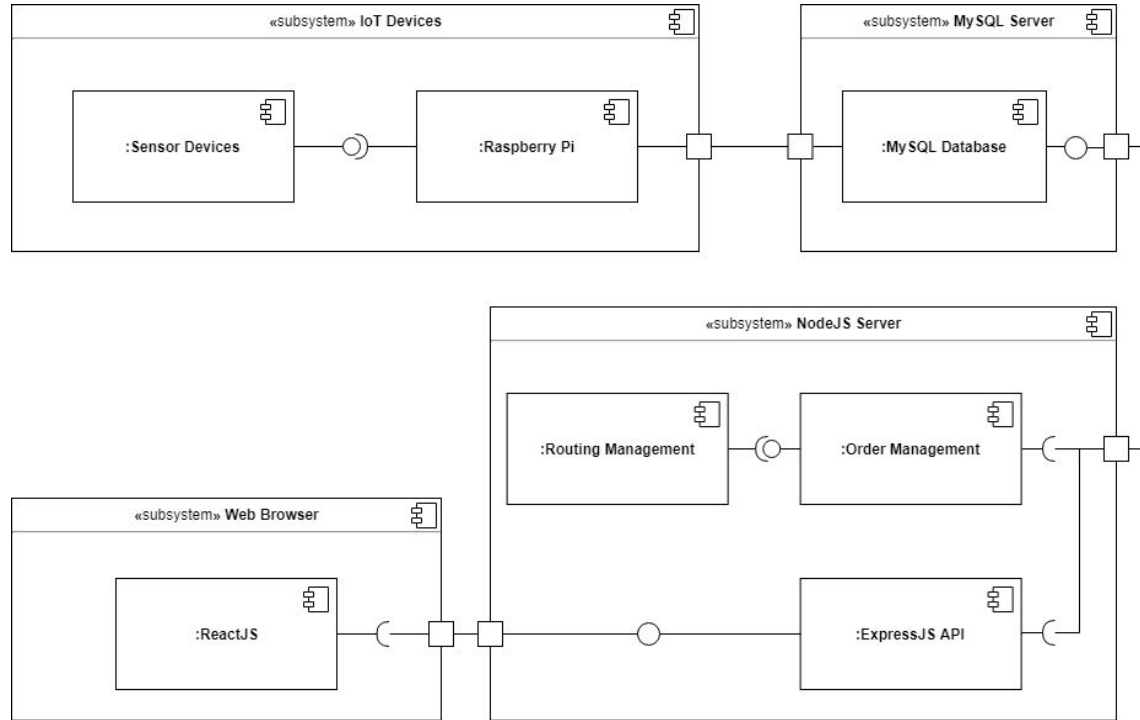 «subsystem» IoT Devices
«subsystem» MySQL Server
:Sensor Devices
:Raspberry Pi
:MySQL Database
«subsystem» NodeJS Server
:Routing Management
:Order Management
«subsystem» Web Browser
:ReactJS
:ExpressJS API